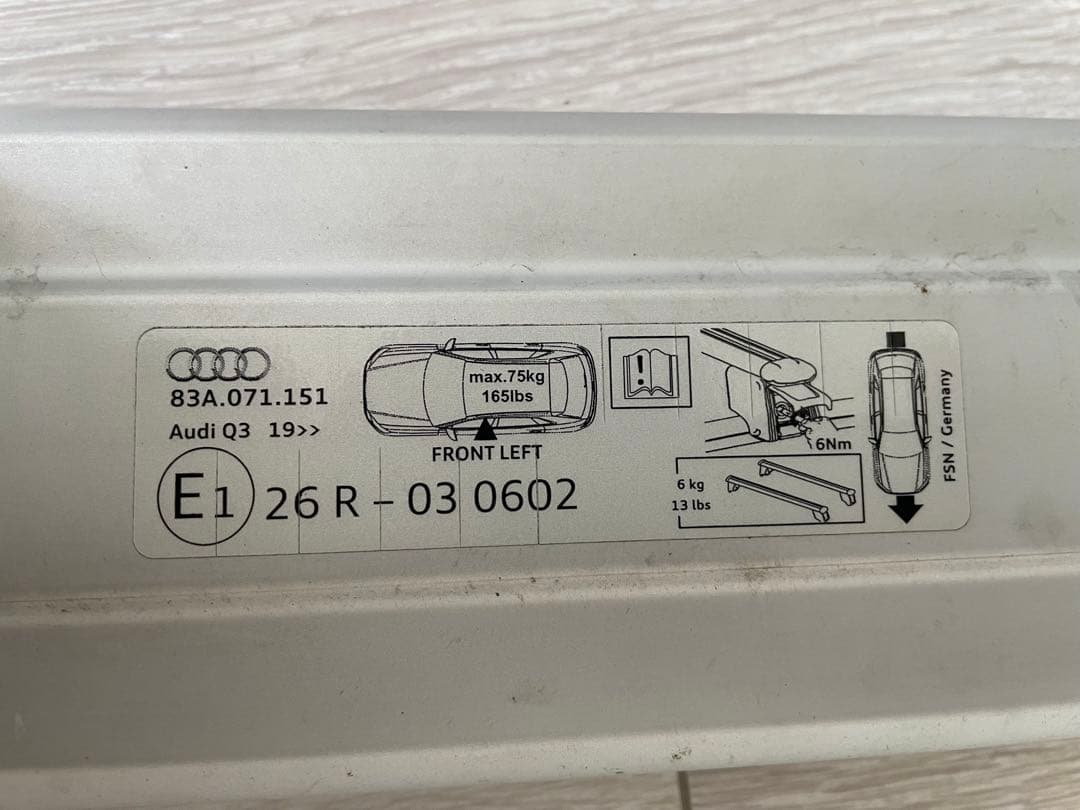 83A.071.151
Audi Q3 19>>
max.75kg
165lbs
FRONT LEFT
E1 26 R - 03 0602
!
6Nm
6 kg
13 lbs
FSN / Germany